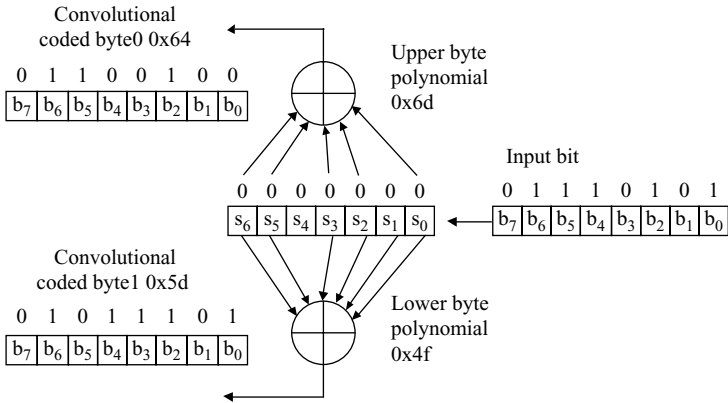 Convolutional
coded byte0 0x64
0 1 1 0 0 1 0 0
b7 b6 b5 b4 b3 b2 b1 b0
Upper byte
polynomial
0x6d
Input bit
0 1 1 1 0 1 0 1
b7 b6 b5 b4 b3 b2 b1 b0
0 0 0 0 0 0 0
s6 s5 s4 s3 s2 s1 s0
Convolutional
coded byte1 0x5d
0 1 0 1 1 1 0 1
b7 b6 b5 b4 b3 b2 b1 b0
Lower byte
polynomial
0x4f